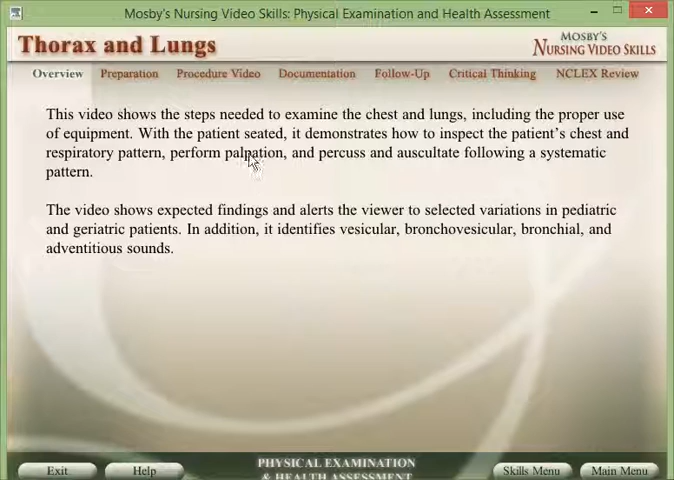 Mosby's Nursing Video Skills: Physical Examination and Health Assessment
Thorax and Lungs
MOSBY'S
NURSING VIDEO SKILLS
Overview Preparation Procedure Video Documentation Follow-Up Critical Thinking NCLEX Review
This video shows the steps needed to examine the chest and lungs, including the proper use
of equipment. With the patient seated, it demonstrates how to inspect the patient's chest and
respiratory pattern, perform palpation, and percuss and auscultate following a systematic
pattern.
The video shows expected findings and alerts the viewer to selected variations in pediatric
and geriatric patients. In addition, it identifies vesicular, bronchovesicular, bronchial, and
adventitious sounds.
Exit Help PHYSICAL EXAMINATION Skills Menu Main Menu
& HEALTH ASSESSMENT